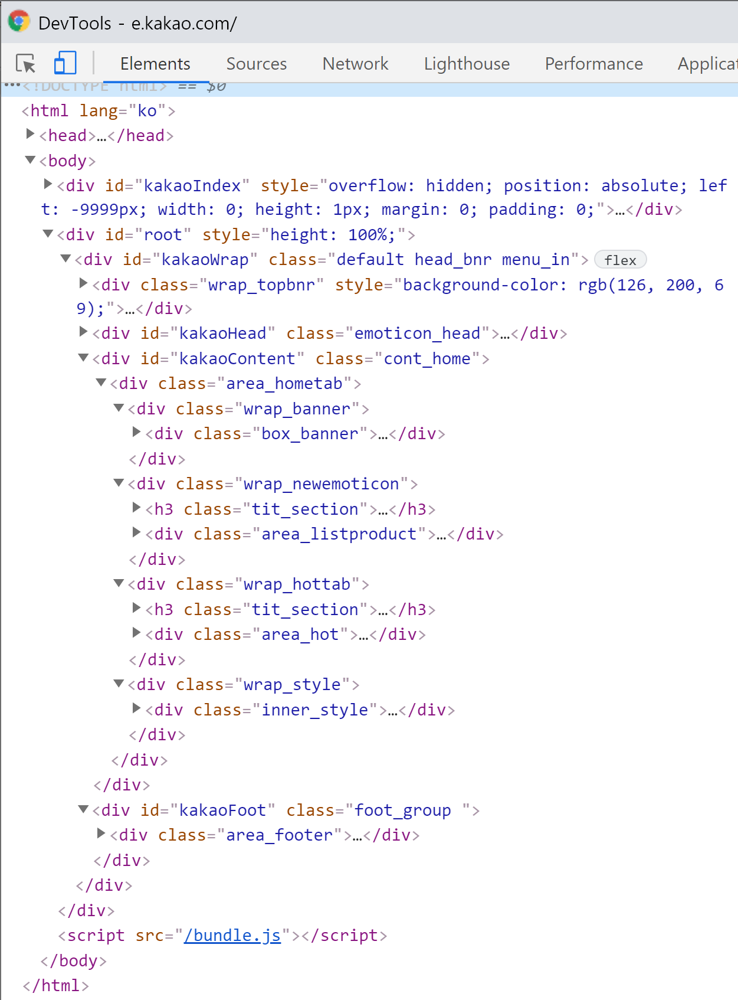 DevTools - e.kakao.com/
Elements Sources Network Lighthouse Performance Applicat
<!DOCTYPE html> == $0
<html lang="ko">
<head>…</head>
<body>
<div id="kakaoIndex" style="overflow: hidden; position: absolute; lef
t: -9999px; width: 0; height: 1px; margin: 0; padding: 0;">…</div>
<div id="root" style="height: 100%;">
<div id="kakaoWrap" class="default head_bnr menu_in"> flex
<div class="wrap_topbnr" style="background-color: rgb(126, 200, 6
9);">…</div>
<div id="kakaoHead" class="emoticon_head">…</div>
<div id="kakaoContent" class="cont_home">
<div class="area_hometab">
<div class="wrap_banner">
<div class="box_banner">…</div>
</div>
<div class="wrap_newemoticon">
<h3 class="tit_section">…</h3>
<div class="area_listproduct">…</div>
</div>
<div class="wrap_hottab">
<h3 class="tit_section">…</h3>
<div class="area_hot">…</div>
</div>
<div class="wrap_style">
<div class="inner_style">…</div>
</div>
</div>
</div>
<div id="kakaoFoot" class="foot_group ">
<div class="area_footer">…</div>
</div>
</div>
</div>
<script src="/bundle.js"></script>
</body>
</html>